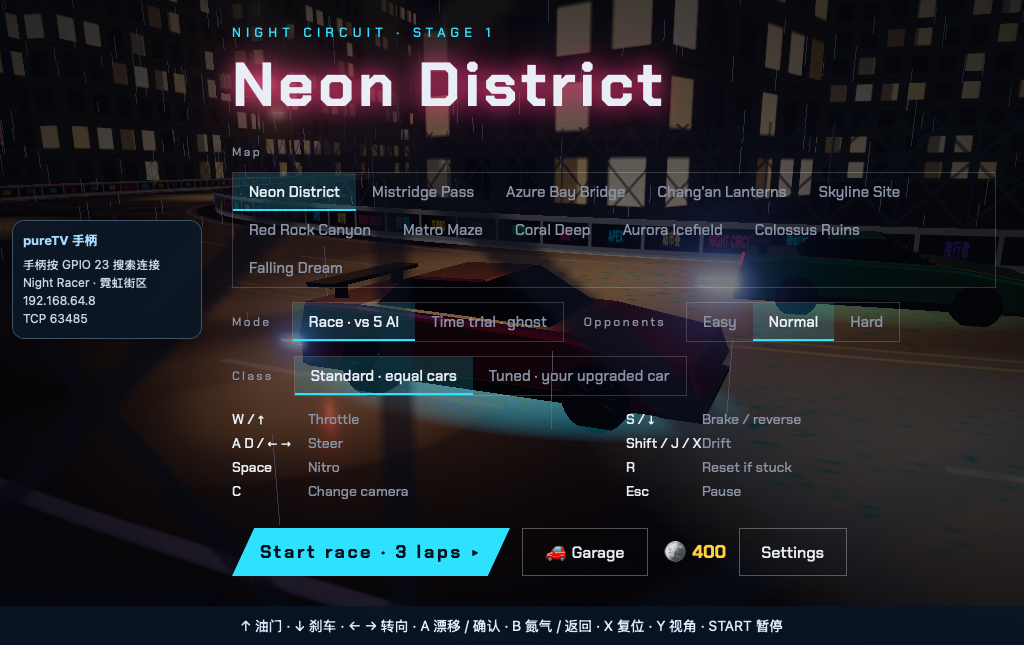 NIGHT CIRCUIT · STAGE 1
Neon District
Map
Neon District Mistridge Pass Azure Bay Bridge Chang'an Lanterns Skyline Site
Red Rock Canyon Metro Maze Coral Deep Aurora Icefield Colossus Ruins
Falling Dream
pureTV 手柄
手柄按 GPIO 23 搜索连接
Night Racer · 霓虹街区
192.168.64.8
TCP 63485
Mode Race · vs 5 AI Time trial · ghost Opponents Easy Normal Hard
Class Standard · equal cars Tuned · your upgraded car
W / ↑ Throttle S / ↓ Brake / reverse
A D / ← → Steer Shift / J / X Drift
Space Nitro R Reset if stuck
C Change camera Esc Pause
Start race · 3 laps ▸ 🚗 Garage 400 Settings
↑ 油门 · ↓ 刹车 · ← → 转向 · A 漂移 / 确认 · B 氮气 / 返回 · X 复位 · Y 视角 · START 暂停
夜行者